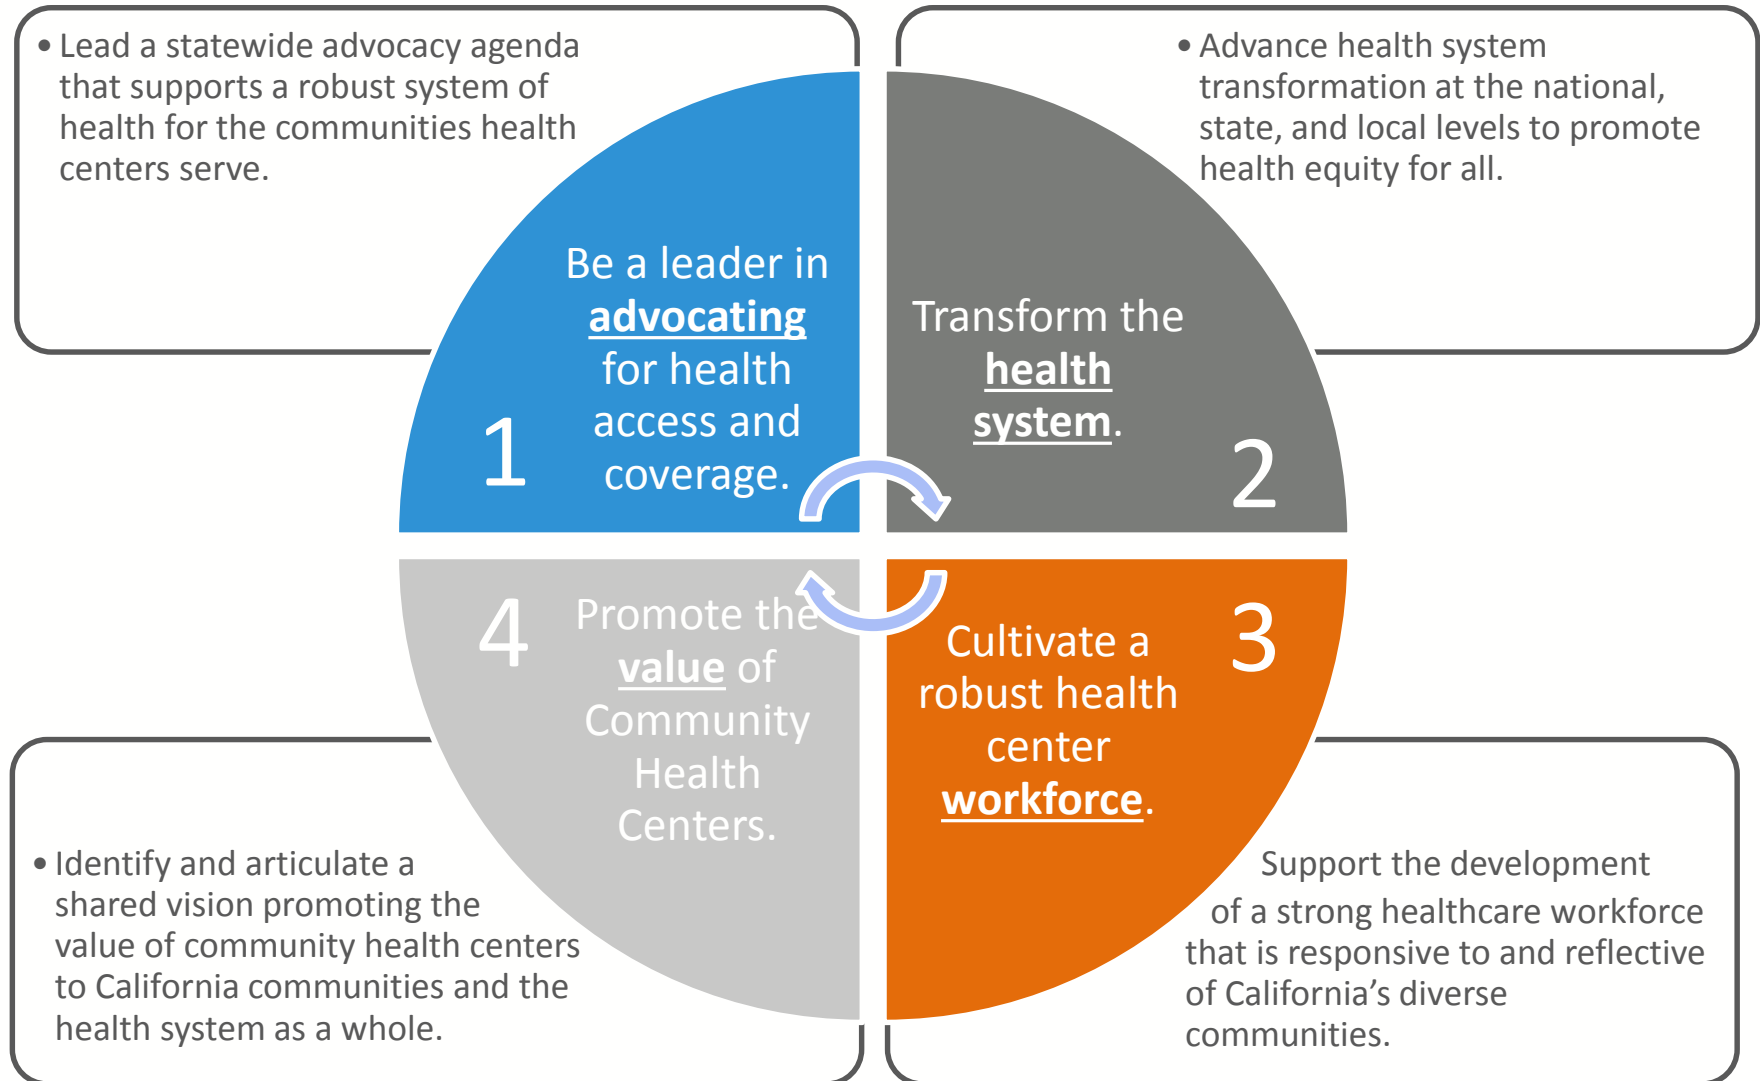 • Lead a statewide advocacy agenda
that supports a robust system of
health for the communities health
centers serve.
• Advance health system
transformation at the national,
state, and local levels to promote
health equity for all.
Be a leader in
advocating
for health
access and
coverage.
1
Transform the
health
system.
2
4
Promote the
value of
Community
Health
Centers.
3
Cultivate a
robust health
center
workforce.
• Identify and articulate a
shared vision promoting the
value of community health centers
to California communities and the
health system as a whole.
Support the development
of a strong healthcare workforce
that is responsive to and reflective
of California’s diverse
communities.